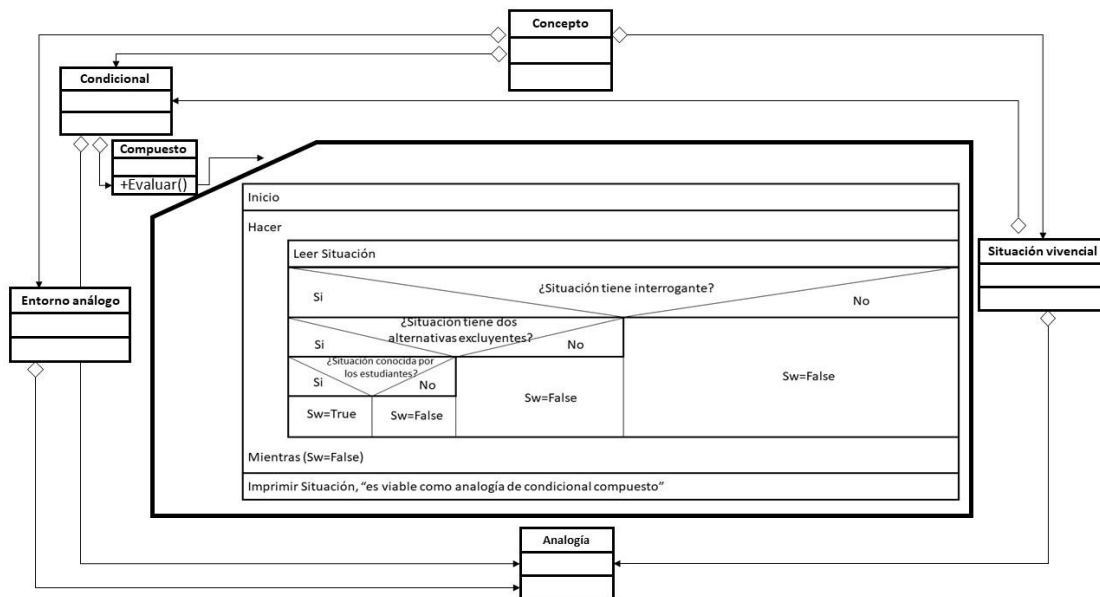 Concepto
Condicional
Compuesto
+Evaluar()
Inicio
Hacer
Leer Situación
¿Situación tiene interrogante?
Si
No
¿Situación tiene dos
alternativas excluyentes?
Si
No
¿Situación conocida por
los estudiantes?
Si
No
Sw=True
Sw=False
Sw=False
Sw=False
Mientras (Sw=False)
Imprimir Situación, “es viable como analogía de condicional compuesto”
Situación vivencial
Entorno análogo
Analogía